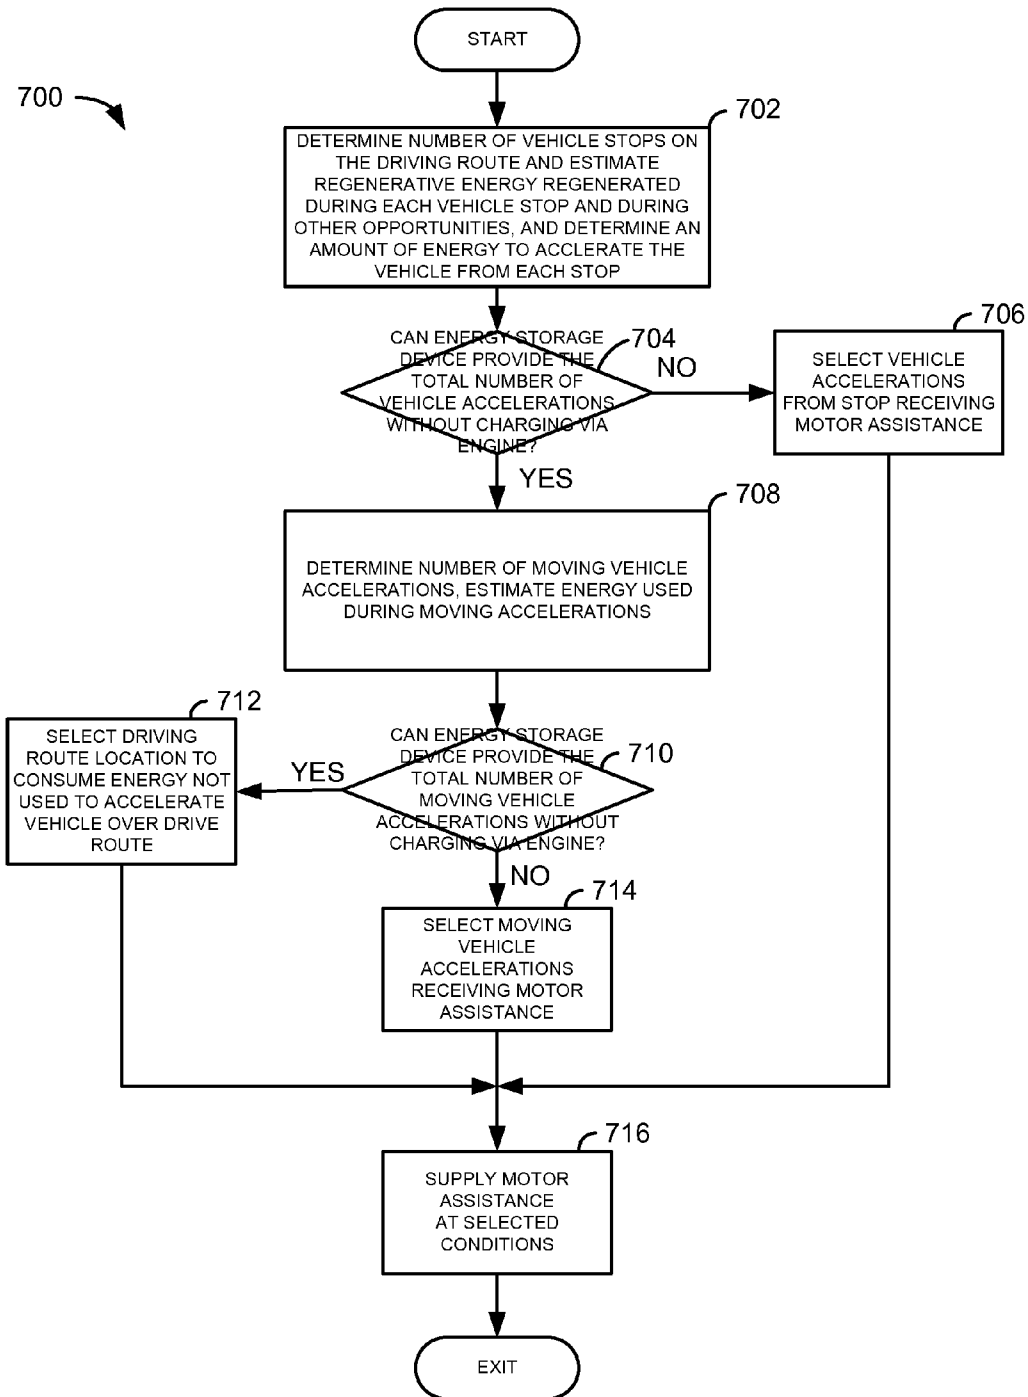 START
700
702
DETERMINE NUMBER OF VEHICLE STOPS ON
THE DRIVING ROUTE AND ESTIMATE
REGENERATIVE ENERGY REGENERATED
DURING EACH VEHICLE STOP AND DURING
OTHER OPPORTUNITIES, AND DETERMINE AN
AMOUNT OF ENERGY TO ACCLERATE THE
VEHICLE FROM EACH STOP
704
CAN ENERGY STORAGE
DEVICE PROVIDE THE
TOTAL NUMBER OF
VEHICLE ACCELERATIONS
WITHOUT CHARGING VIA
ENGINE?
NO
706
SELECT VEHICLE
ACCELERATIONS
FROM STOP RECEIVING
MOTOR ASSISTANCE
YES
708
DETERMINE NUMBER OF MOVING VEHICLE
ACCELERATIONS, ESTIMATE ENERGY USED
DURING MOVING ACCELERATIONS
710
CAN ENERGY STORAGE
DEVICE PROVIDE THE
TOTAL NUMBER OF
MOVING VEHICLE
ACCELERATIONS WITHOUT
CHARGING VIA ENGINE?
YES
712
SELECT DRIVING
ROUTE LOCATION TO
CONSUME ENERGY NOT
USED TO ACCELERATE
VEHICLE OVER DRIVE
ROUTE
NO
714
SELECT MOVING
VEHICLE
ACCELERATIONS
RECEIVING MOTOR
ASSISTANCE
716
SUPPLY MOTOR
ASSISTANCE
AT SELECTED
CONDITIONS
EXIT